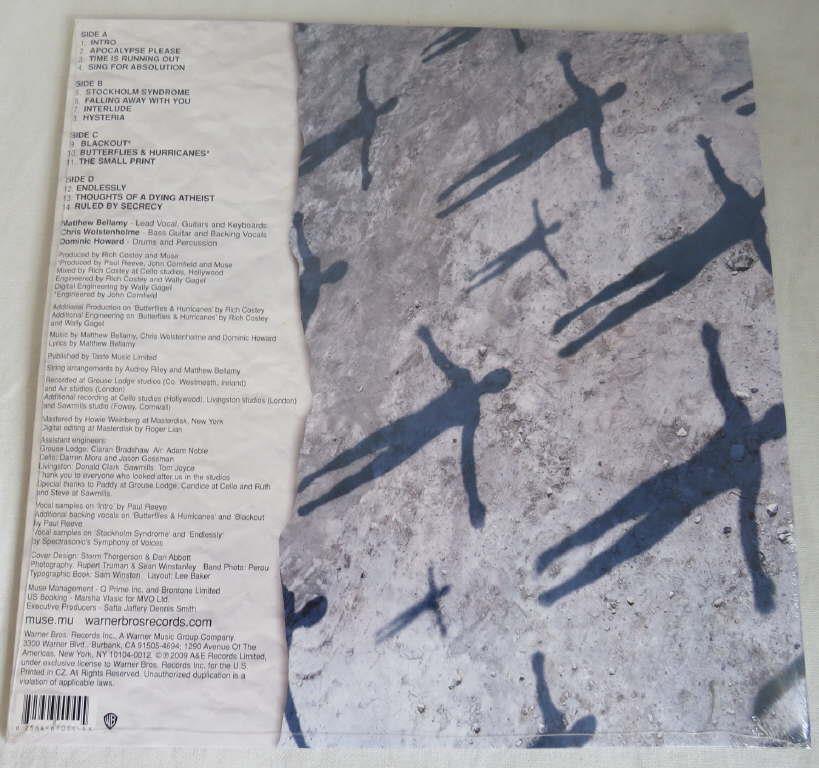 SIDE A
1. INTRO
2. APOCALYPSE PLEASE
3. TIME IS RUNNING OUT
4. SING FOR ABSOLUTION
SIDE B
5. STOCKHOLM SYNDROME
6. FALLING AWAY WITH YOU
7. INTERLUDE
8. HYSTERIA
SIDE C
9. BLACKOUT*
10. BUTTERFLIES & HURRICANES*
11. THE SMALL PRINT
SIDE D
12. ENDLESSLY
13. THOUGHTS OF A DYING ATHEIST
14. RULED BY SECRECY
Matthew Bellamy - Lead Vocal, Guitars and Keyboards
Chris Wolstenholme - Bass Guitar and Backing Vocals
Dominic Howard - Drums and Percussion
Produced by Rich Costey and Muse
*Produced by Paul Reeve, John Cornfield and Muse
Mixed by Rich Costey at Cello studios, Hollywood
Engineered by Rich Costey and Wally Gagel
Digital Engineering by Wally Gagel
*Engineered by John Cornfield
Additional Production on 'Butterflies & Hurricanes' by Rich Costey
Additional Engineering on 'Butterflies & Hurricanes' by Rich Costey
and Wally Gagel
Music by Matthew Bellamy, Chris Wolstenholme and Dominic Howard
Lyrics by Matthew Bellamy
Published by Taste Music Limited
String arrangements by Audrey Riley and Matthew Bellamy
Recorded at Grouse Lodge studios (Co. Westmeath, Ireland)
and Air studios (London)
Additional recording at Cello studios (Hollywood), Livingston studios (London)
and Sawmills studio (Fowey, Cornwall)
Mastered by Howie Weinberg at Masterdisk, New York
Digital editing at Masterdisk by Roger Lian
Assistant engineers:
Grouse Lodge: Ciaran Bradshaw Air: Adam Noble
Cello: Darren Mora and Jason Gossman
Livingston: Donald Clark Sawmills: Tom Joyce
Thank you to everyone who looked after us in the studios
Special thanks to Paddy at Grouse Lodge, Candice at Cello and Ruth
and Steve at Sawmills.
Vocal samples on 'Intro' by Paul Reeve
Additional backing vocals on 'Butterflies & Hurricanes' and 'Blackout'
by Paul Reeve
Vocal samples on 'Stockholm Syndrome' and 'Endlessly'
by Spectrasonic's Symphony of Voices
Cover Design: Storm Thorgerson & Dan Abbott
Photography: Rupert Truman & Sean Winstanley Band Photo: Perou
Typographic Book: Sam Winston Layout: Lee Baker
Muse Management - Q Prime Inc. and Brontone Limited
US Booking - Marsha Vlasic for MVO Ltd.
Executive Producers - Safta Jaffery Dennis Smith
muse.mu warnerbrosrecords.com
Warner Bros. Records Inc., A Warner Music Group Company,
3300 Warner Blvd., Burbank, CA 91505-4694; 1290 Avenue Of The
Americas, New York, NY 10104-0012. © ℗ 2009 A&E Records Limited,
under exclusive license to Warner Bros. Records Inc. for the U.S.
Printed in CZ. All Rights Reserved. Unauthorized duplication is a
violation of applicable laws.
WB